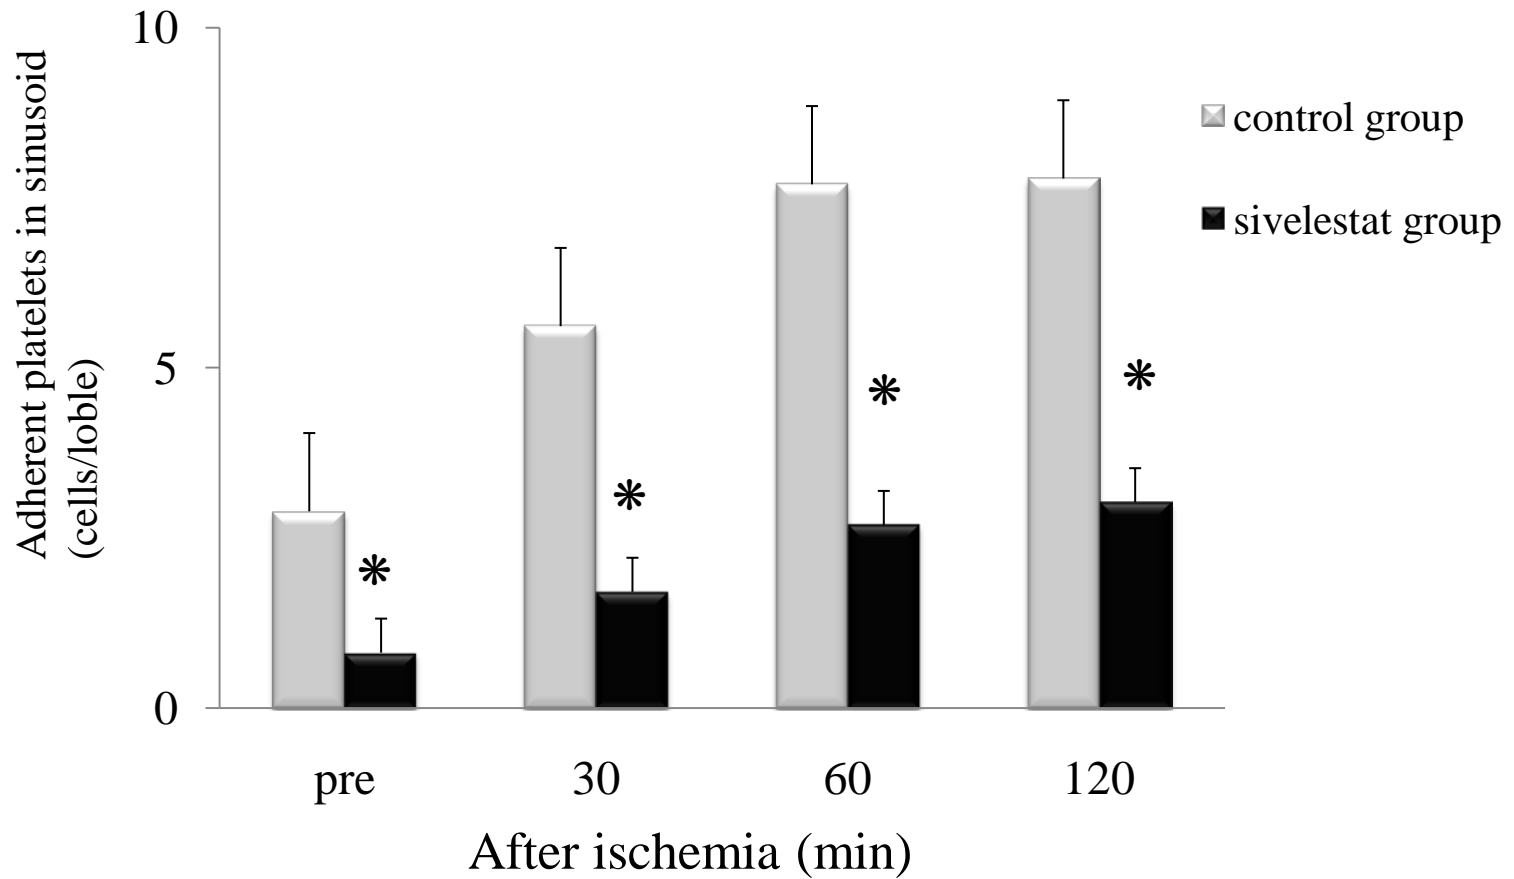 Adherent platelets in sinusoid
(cells/loble)
10
5
0
control group
sivelestat group
*
*
*
*
pre 30 60 120
After ischemia (min)